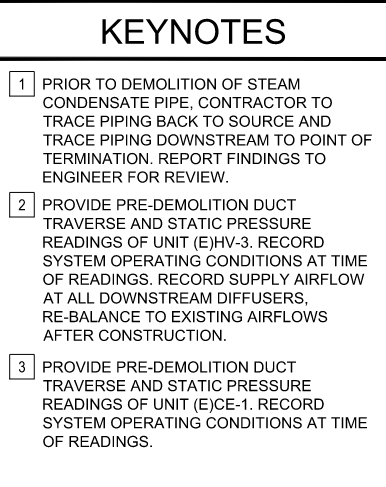 KEYNOTES
1 PRIOR TO DEMOLITION OF STEAM
CONDENSATE PIPE, CONTRACTOR TO
TRACE PIPING BACK TO SOURCE AND
TRACE PIPING DOWNSTREAM TO POINT OF
TERMINATION. REPORT FINDINGS TO
ENGINEER FOR REVIEW.
2 PROVIDE PRE-DEMOLITION DUCT
TRAVERSE AND STATIC PRESSURE
READINGS OF UNIT (E)HV-3. RECORD
SYSTEM OPERATING CONDITIONS AT TIME
OF READINGS. RECORD SUPPLY AIRFLOW
AT ALL DOWNSTREAM DIFFUSERS,
RE-BALANCE TO EXISTING AIRFLOWS
AFTER CONSTRUCTION.
3 PROVIDE PRE-DEMOLITION DUCT
TRAVERSE AND STATIC PRESSURE
READINGS OF UNIT (E)CE-1. RECORD
SYSTEM OPERATING CONDITIONS AT TIME
OF READINGS.